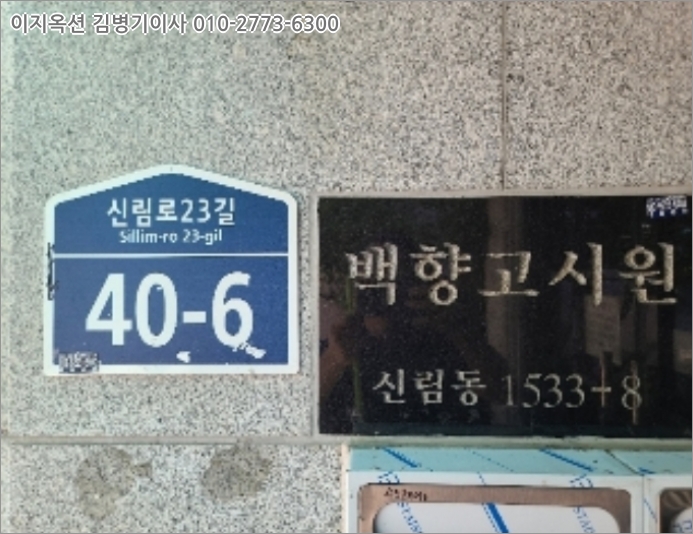 이지옥션 김병기이사 010-2773-6300
신림로23길
Sillim-ro 23-gil
40-6
백향고시원
신림동 1533-8